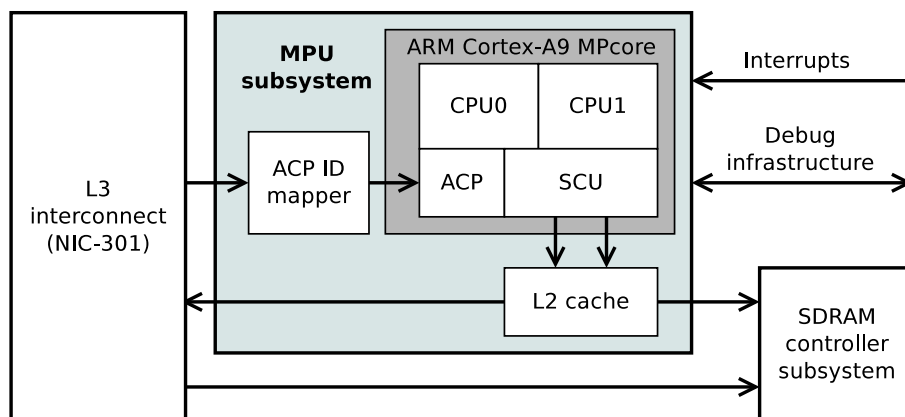 ARM Cortex-A9 MPcore
MPU
subsystem
Interrupts
CPU0
CPU1
Debug
infrastructure
ACP ID
mapper
ACP
SCU
L3
interconnect
(NIC-301)
L2 cache
SDRAM
controller
subsystem